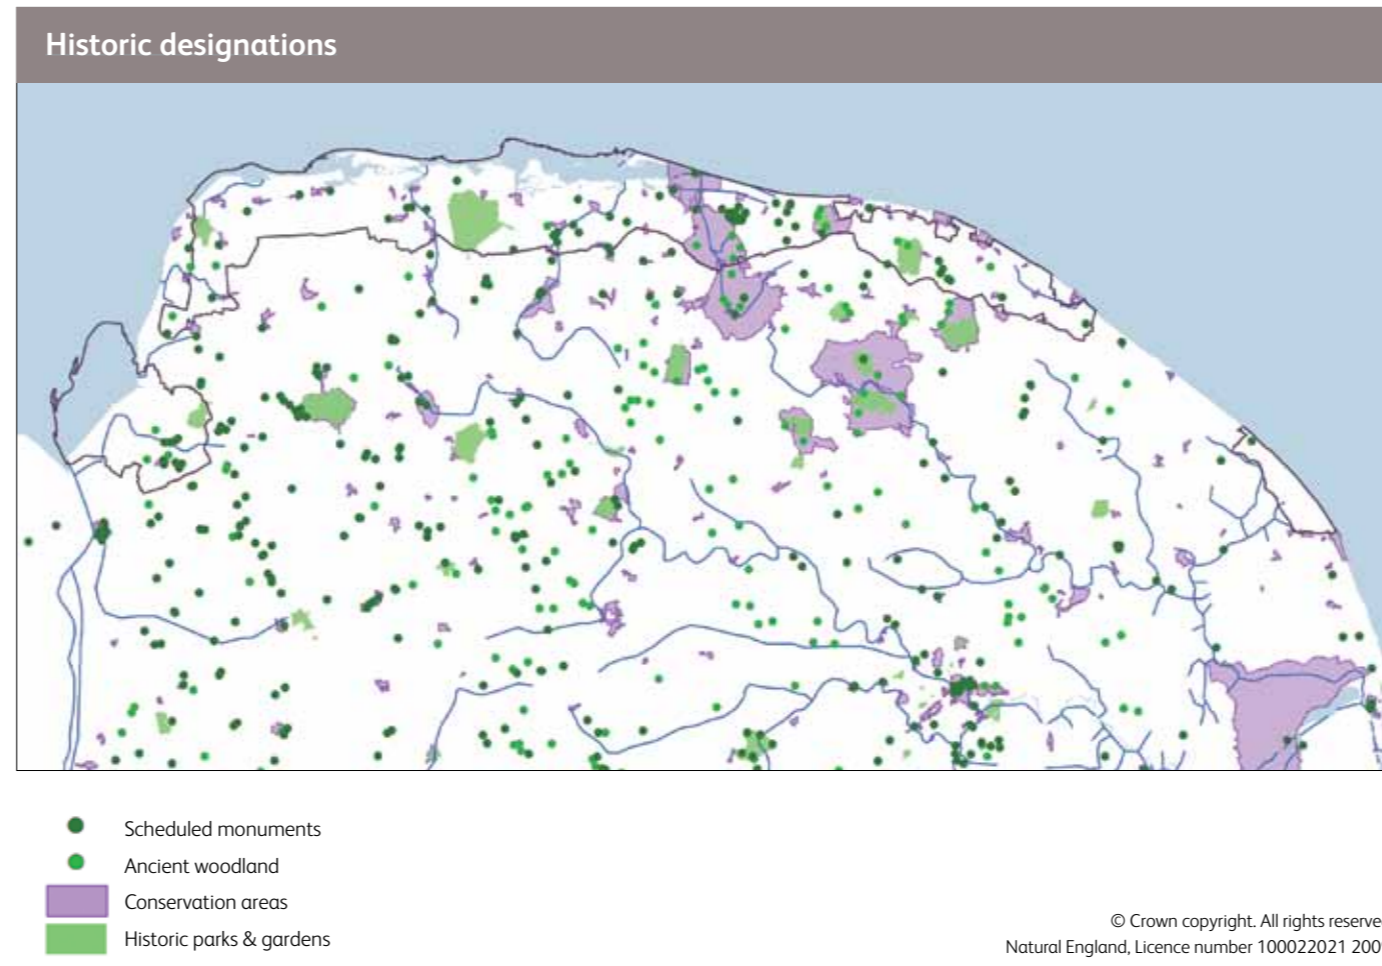 Historic designations
Scheduled monuments
Ancient woodland
Conservation areas
Historic parks & gardens
© Crown copyright. All rights reserve
Natural England, Licence number 100022021 200